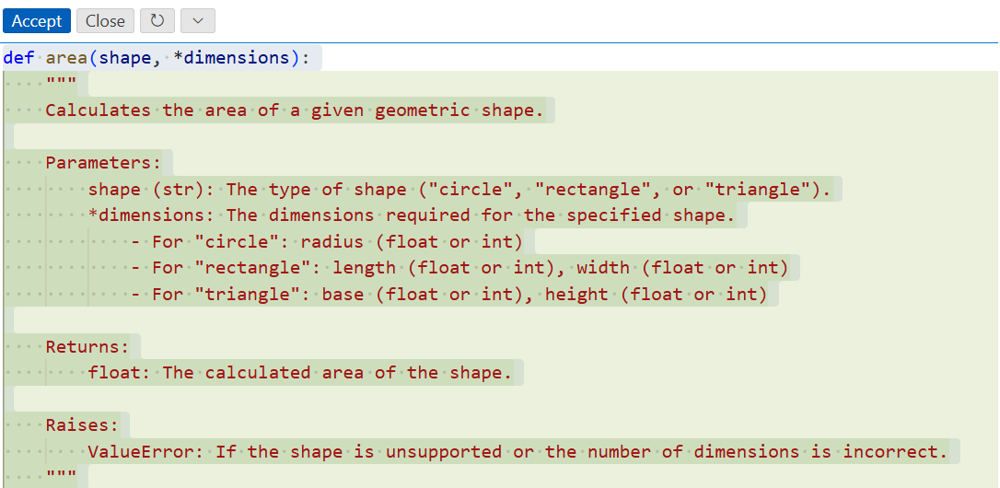 Accept Close
def area(shape, *dimensions):
    """
    Calculates the area of a given geometric shape.

    Parameters:
        shape (str): The type of shape ("circle", "rectangle", or "triangle").
        *dimensions: The dimensions required for the specified shape.
            - For "circle": radius (float or int)
            - For "rectangle": length (float or int), width (float or int)
            - For "triangle": base (float or int), height (float or int)

    Returns:
        float: The calculated area of the shape.

    Raises:
        ValueError: If the shape is unsupported or the number of dimensions is incorrect.
    """